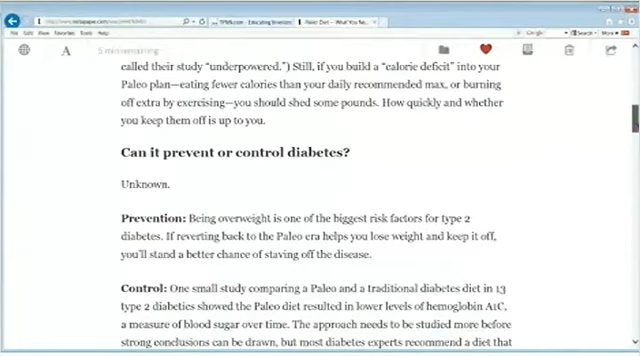 5 min remaining
called their study “underpowered.”) Still, if you build a “calorie deficit” into your
Paleo plan—eating fewer calories than your daily recommended max, or burning
off extra by exercising—you should shed some pounds. How quickly and whether
you keep them off is up to you.
Can it prevent or control diabetes?
Unknown.
Prevention: Being overweight is one of the biggest risk factors for type 2
diabetes. If reverting back to the Paleo era helps you lose weight and keep it off,
you’ll stand a better chance of staving off the disease.
Control: One small study comparing a Paleo and a traditional diabetes diet in 13
type 2 diabetics showed the Paleo diet resulted in lower levels of hemoglobin A1C,
a measure of blood sugar over time. The approach needs to be studied more before
strong conclusions can be drawn, but most diabetes experts recommend a diet that